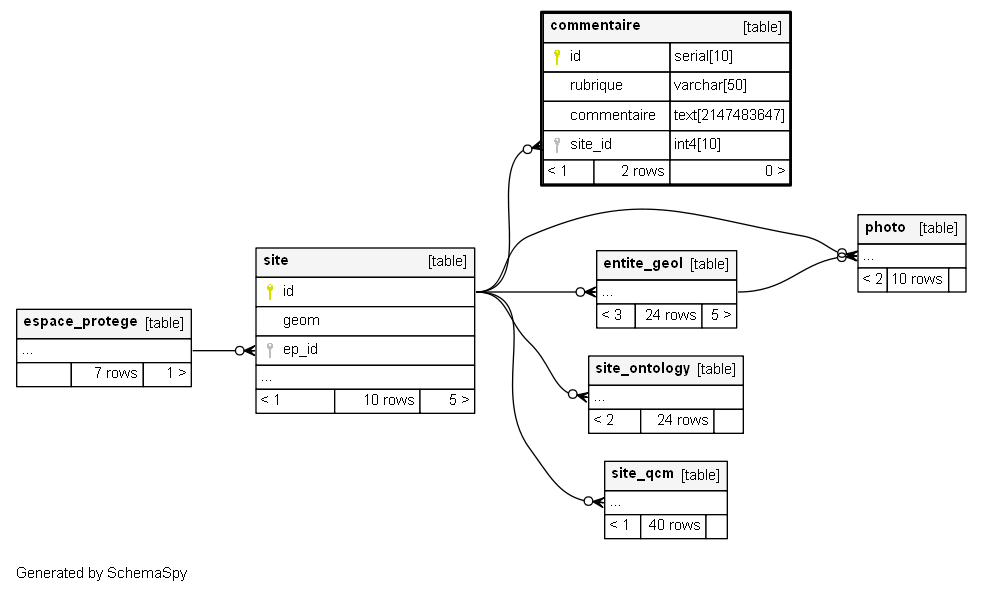 commentaire [table]
id serial[10]
rubrique varchar[50]
commentaire text[2147483647]
site_id int4[10]
< 1 2 rows 0 >
photo [table]
...
< 2 10 rows
site [table]
id
geom
ep_id
...
< 1 10 rows 5 >
entite_geol [table]
...
< 3 24 rows 5 >
espace_protege [table]
...
7 rows 1 >
site_ontology [table]
...
< 2 24 rows
site_qcm [table]
...
< 1 40 rows
Generated by SchemaSpy